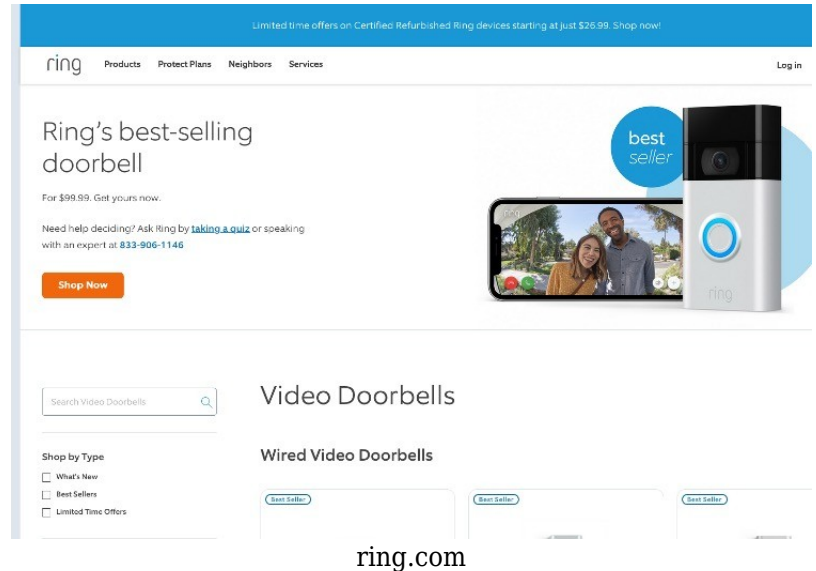 Limited time offers on Certified Refurbished Ring devices starting at just $26.99. Shop now!
ring
Products
Protect Plans
Neighbors
Services
Log in
Ring's best-selling
doorbell
For $99.99. Get yours now.
Need help deciding? Ask Ring by taking a quiz or speaking
with an expert at 833-906-1146
Shop Now
best
seller
ring
Search Video Doorbells
Shop by Type
What's New
Best Sellers
Limited Time Offers
Video Doorbells
Wired Video Doorbells
Best Seller
Best Seller
Best Seller
ring.com